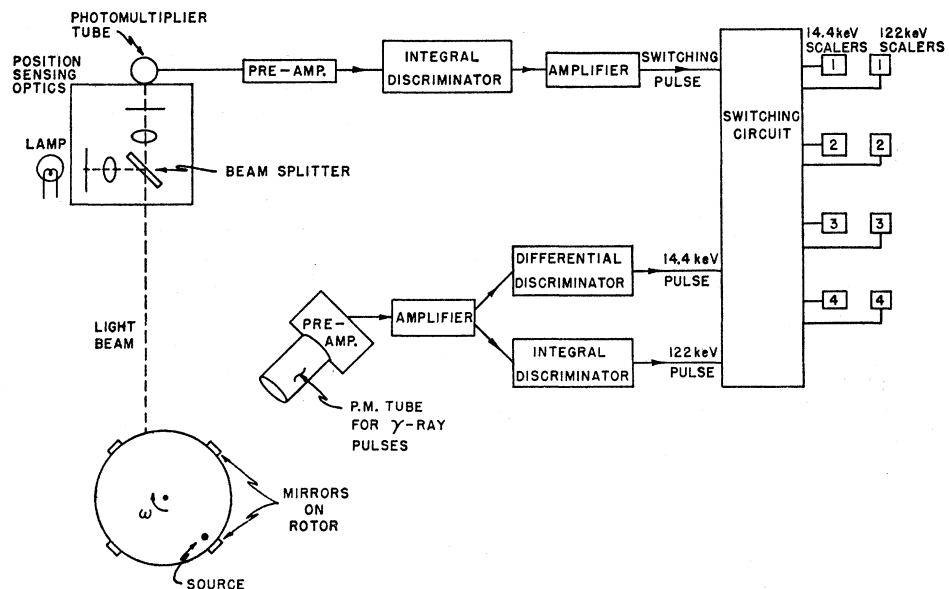 PHOTOMULTIPLIER
TUBE
POSITION
SENSING
OPTICS
LAMP
BEAM SPLITTER
PRE-AMP.
INTEGRAL
DISCRIMINATOR
AMPLIFIER
SWITCHING
PULSE
SWITCHING
CIRCUIT
14.4keV
SCALERS
122keV
SCALERS
1
1
2
2
3
3
4
4
DIFFERENTIAL
DISCRIMINATOR
14.4 keV
PULSE
PRE-
AMP.
AMPLIFIER
INTEGRAL
DISCRIMINATOR
122keV
PULSE
LIGHT
BEAM
P.M. TUBE
FOR γ-RAY
PULSES
MIRRORS
ON
ROTOR
ω
SOURCE